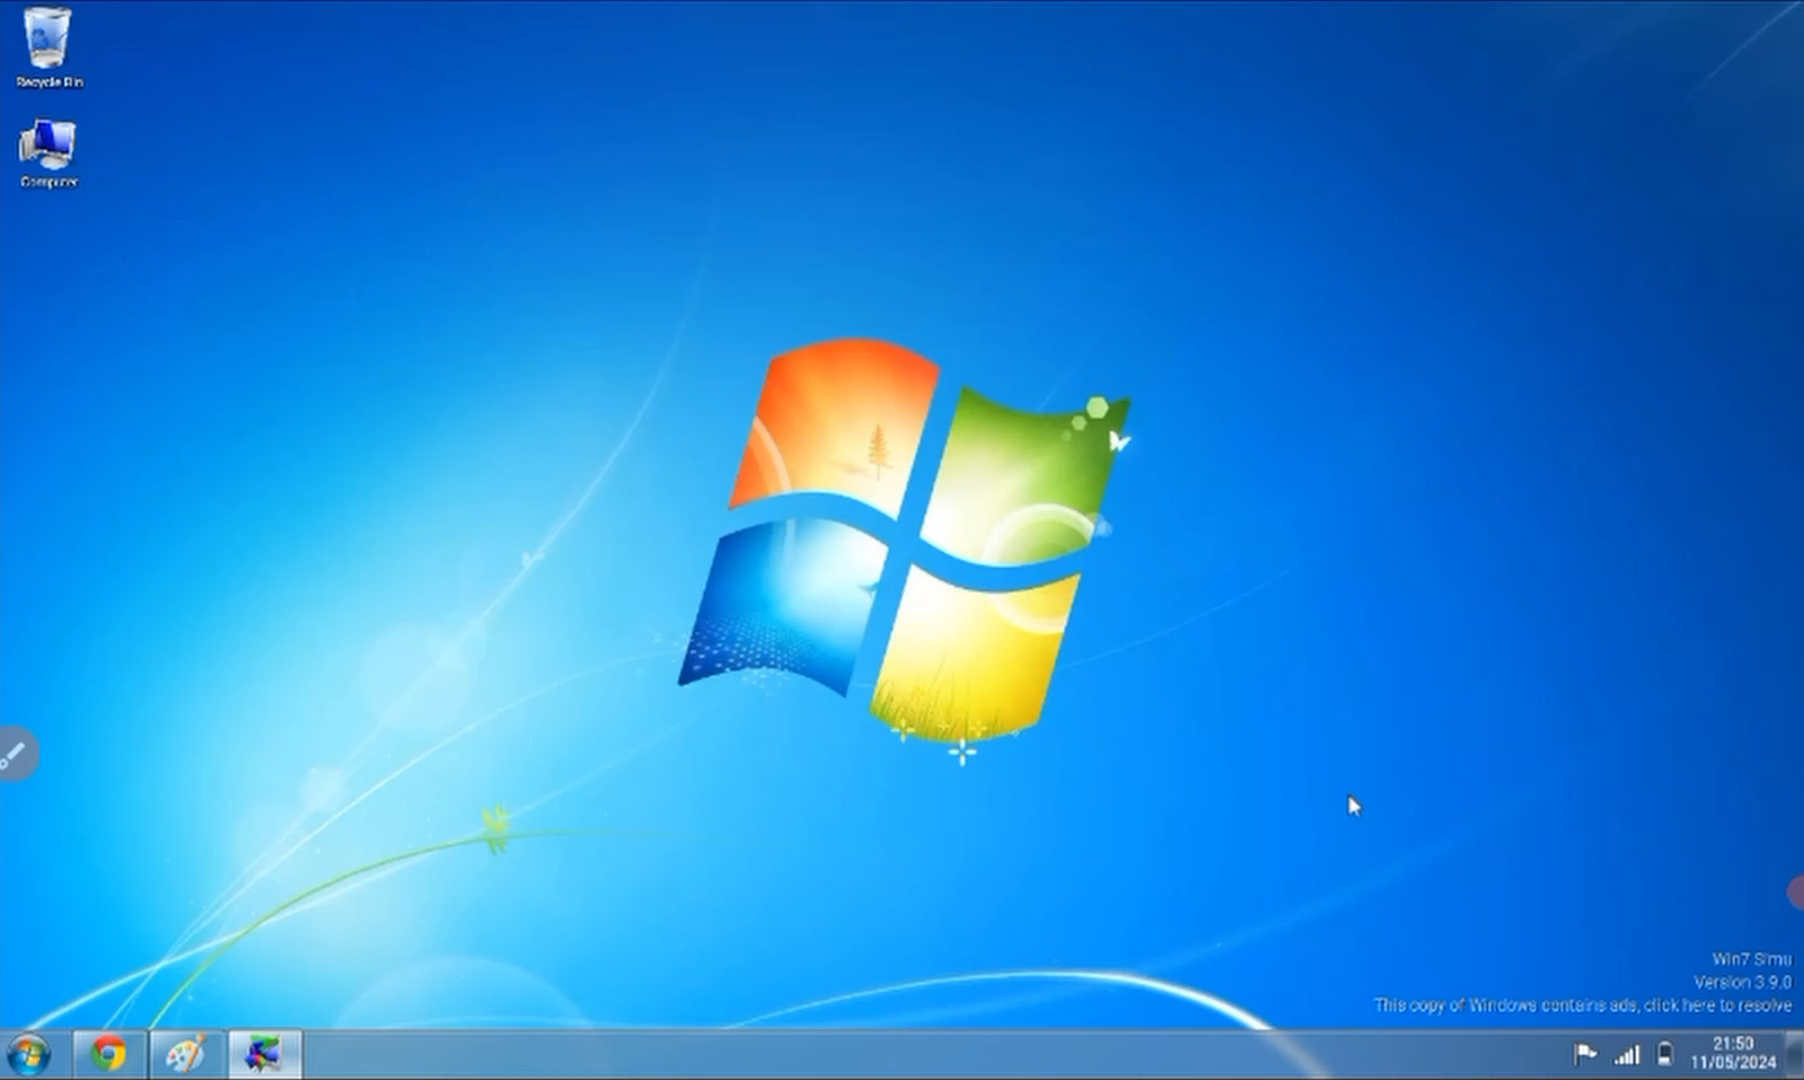 Recycle Bin
Computer
Win7 Simu
Version 3.9.0
This copy of Windows contains ads, click here to resolve
21:50
11/05/2024